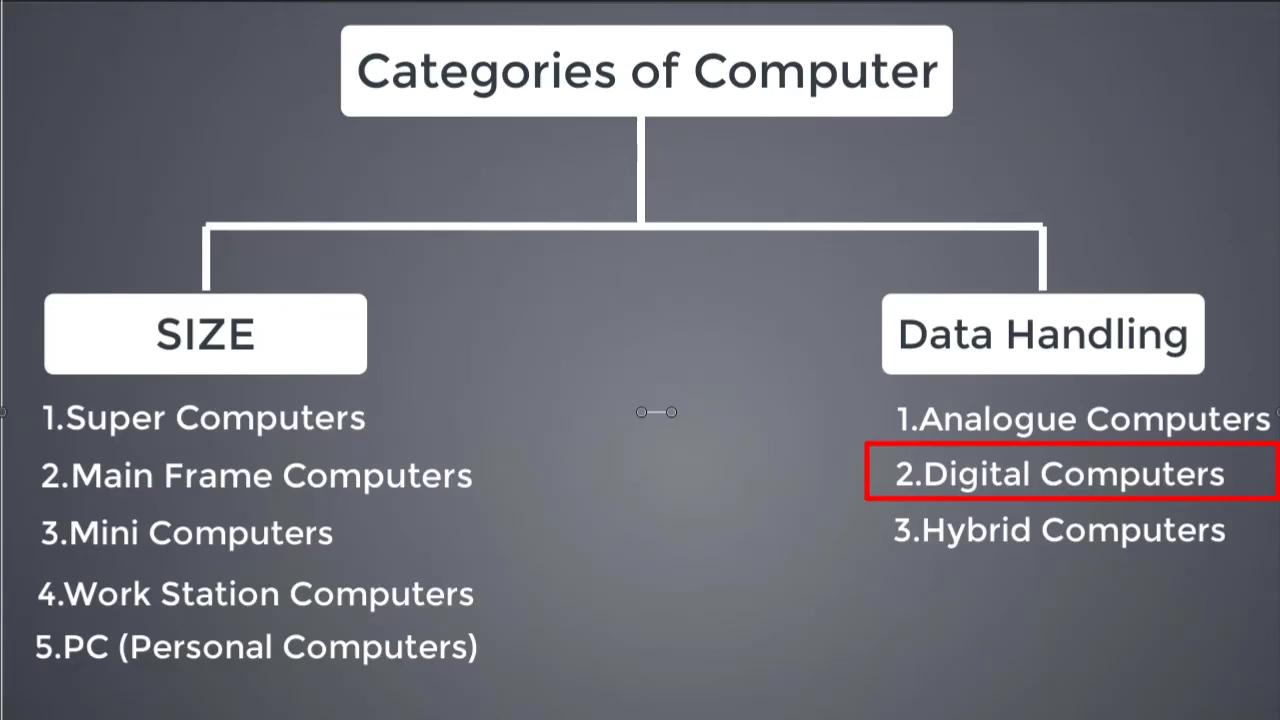 Categories of Computer
SIZE
1.Super Computers
2.Main Frame Computers
3.Mini Computers
4.Work Station Computers
5.PC (Personal Computers)
Data Handling
1.Analogue Computers
2.Digital Computers
3.Hybrid Computers